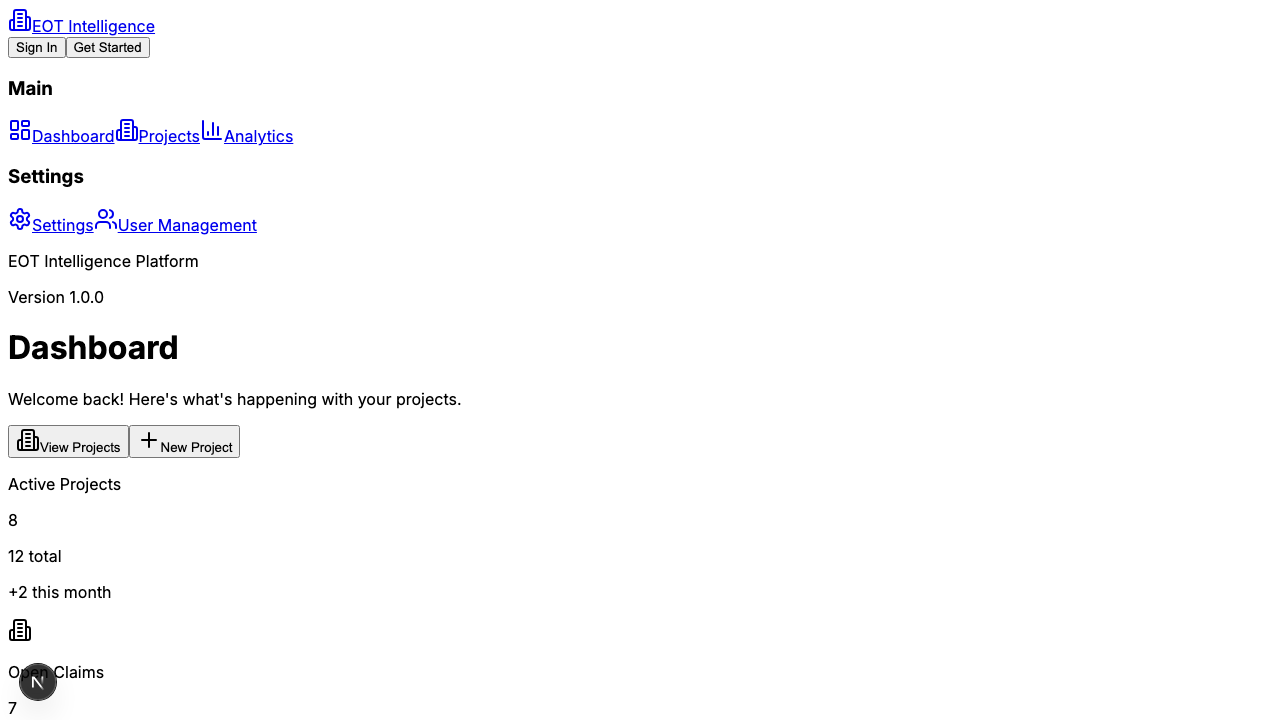 EOT Intelligence
Sign In Get Started
Main
Dashboard Projects Analytics
Settings
Settings User Management
EOT Intelligence Platform
Version 1.0.0
Dashboard
Welcome back! Here's what's happening with your projects.
View Projects New Project
Active Projects
8
12 total
+2 this month
Open Claims
N
7